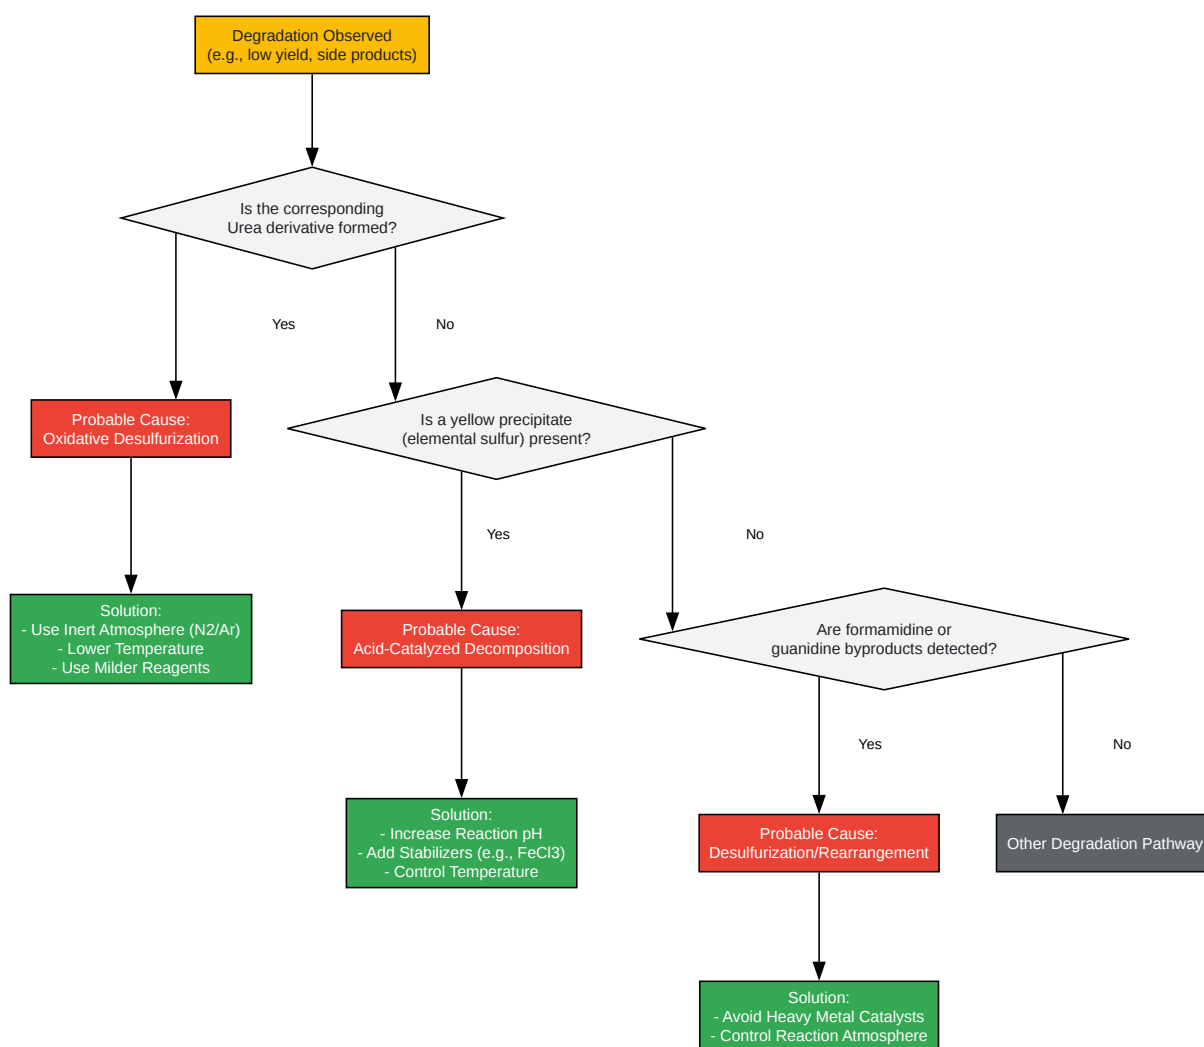 Degradation Observed
(e.g., low yield, side products)
Is the corresponding
Urea derivative formed?
Yes
No
Probable Cause:
Oxidative Desulfurization
Is a yellow precipitate
(elemental sulfur) present?
Yes
No
Solution:
- Use Inert Atmosphere (N2/Ar)
- Lower Temperature
- Use Milder Reagents
Probable Cause:
Acid-Catalyzed Decomposition
Are formamidine or
guanidine byproducts detected?
Yes
No
Solution:
- Increase Reaction pH
- Add Stabilizers (e.g., FeCl3)
- Control Temperature
Probable Cause:
Desulfurization/Rearrangement
Other Degradation Pathway
Solution:
- Avoid Heavy Metal Catalysts
- Control Reaction Atmosphere